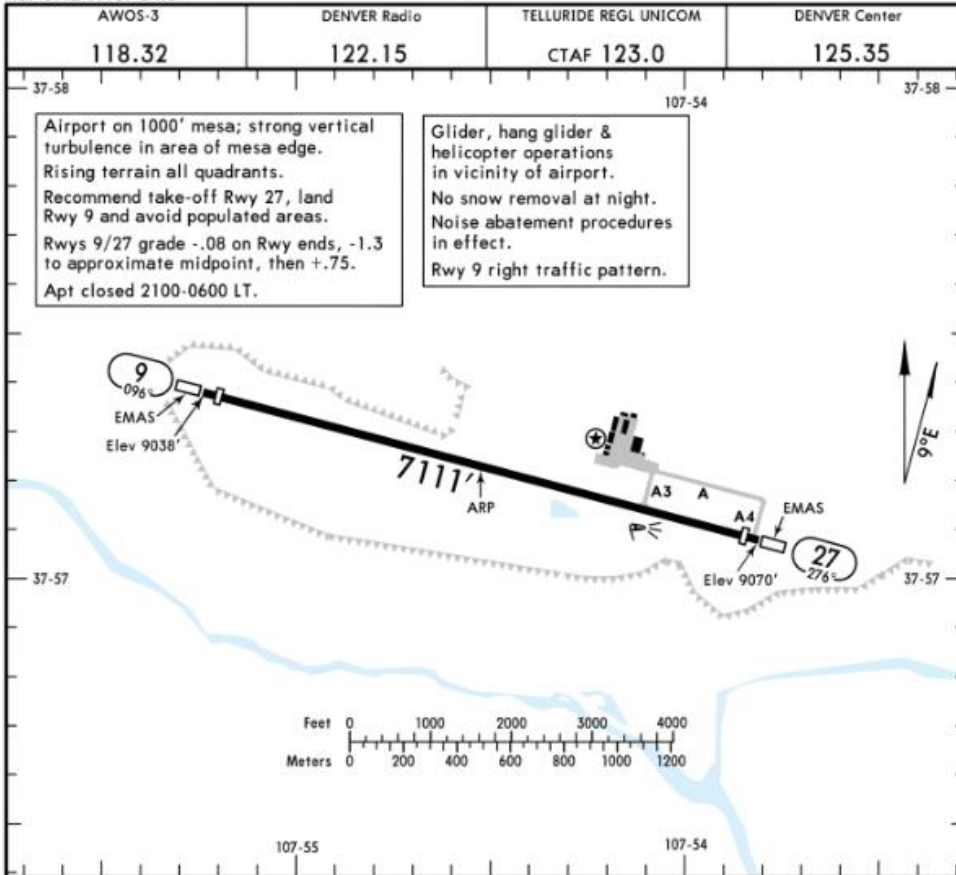 AWOS-3
DENVER Radio
TELLURIDE REGL UNICOM
DENVER Center
118.32
122.15
CTAF 123.0
125.35
37-58
107-54
37-58
Airport on 1000' mesa; strong vertical
turbulence in area of mesa edge.
Rising terrain all quadrants.
Recommend take-off Rwy 27, land
Rwy 9 and avoid populated areas.
Rwys 9/27 grade -.08 on Rwy ends, -1.3
to approximate midpoint, then +.75.
Apt closed 2100-0600 LT.
Glider, hang glider &
helicopter operations
in vicinity of airport.
No snow removal at night.
Noise abatement procedures
in effect.
Rwy 9 right traffic pattern.
9
096°
EMAS
Elev 9038'
7111'
ARP
A3
A
A4
EMAS
27
276°
Elev 9070'
9°E
37-57
37-57
Feet 0 1000 2000 3000 4000
Meters 0 200 400 600 800 1000 1200
107-55
107-54